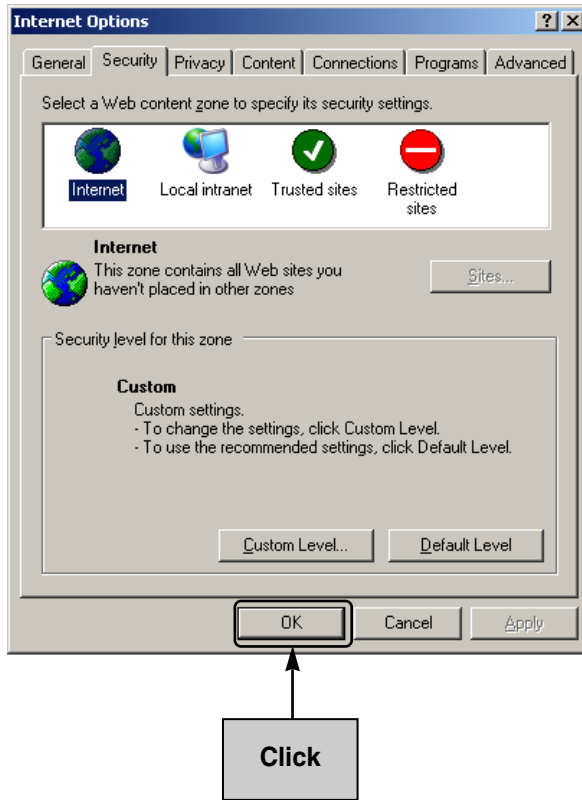 Internet Options
General Security Privacy Content Connections Programs Advanced
Select a Web content zone to specify its security settings.
Internet Local intranet Trusted sites Restricted sites
Internet
This zone contains all Web sites you
haven't placed in other zones
Sites...
Security level for this zone
Custom
Custom settings.
- To change the settings, click Custom Level.
- To use the recommended settings, click Default Level.
Custom Level... Default Level
OK Cancel Apply
Click